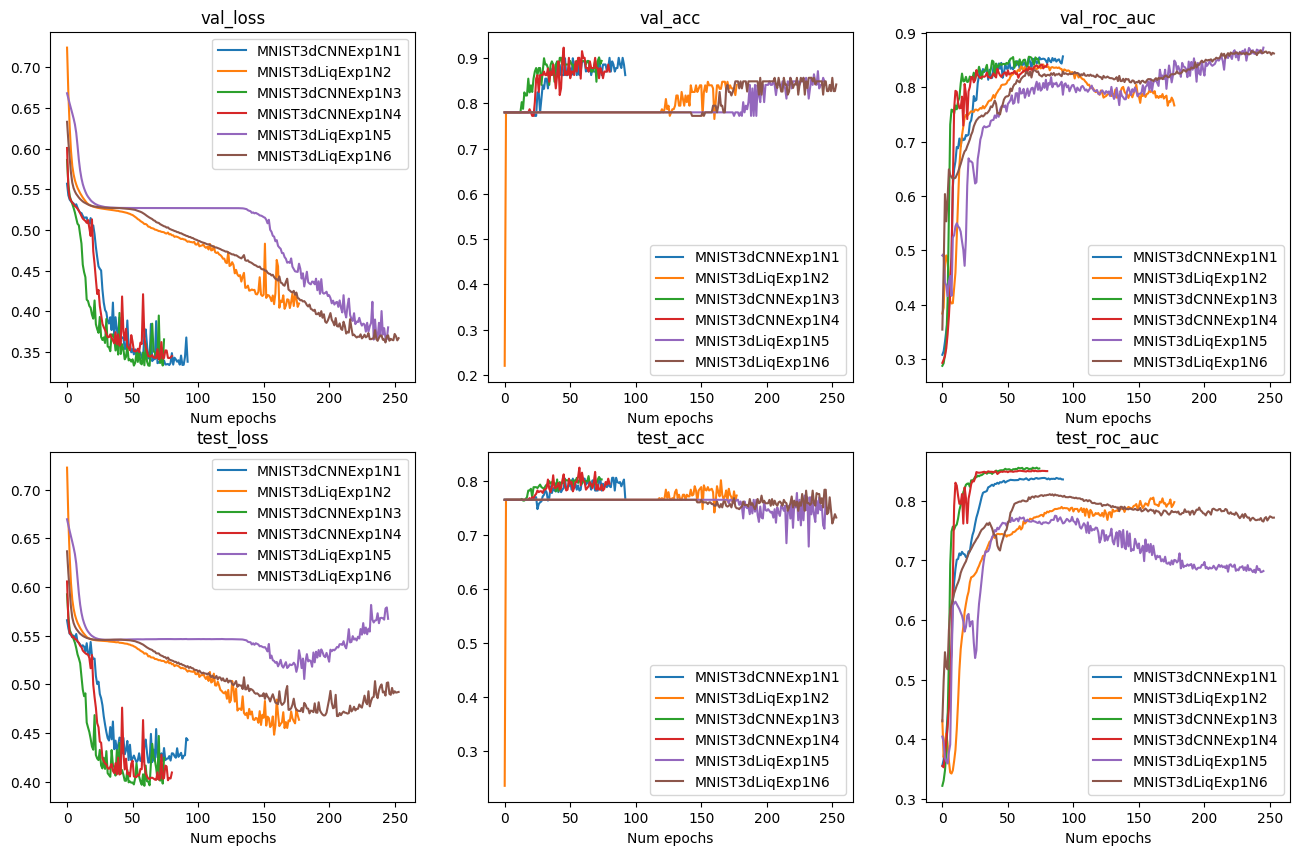 val_loss
0.70
0.65
0.60
0.55
0.50
0.45
0.40
0.35
0 50 100 150 200 250
Num epochs
MNIST3dCNNExp1N1
MNIST3dLiqExp1N2
MNIST3dCNNExp1N3
MNIST3dCNNExp1N4
MNIST3dLiqExp1N5
MNIST3dLiqExp1N6
val_acc
0.9
0.8
0.7
0.6
0.5
0.4
0.3
0.2
0 50 100 150 200 250
Num epochs
MNIST3dCNNExp1N1
MNIST3dLiqExp1N2
MNIST3dCNNExp1N3
MNIST3dCNNExp1N4
MNIST3dLiqExp1N5
MNIST3dLiqExp1N6
val_roc_auc
0.9
0.8
0.7
0.6
0.5
0.4
0.3
0 50 100 150 200 250
Num epochs
MNIST3dCNNExp1N1
MNIST3dLiqExp1N2
MNIST3dCNNExp1N3
MNIST3dCNNExp1N4
MNIST3dLiqExp1N5
MNIST3dLiqExp1N6
test_loss
0.70
0.65
0.60
0.55
0.50
0.45
0.40
0 50 100 150 200 250
Num epochs
MNIST3dCNNExp1N1
MNIST3dLiqExp1N2
MNIST3dCNNExp1N3
MNIST3dCNNExp1N4
MNIST3dLiqExp1N5
MNIST3dLiqExp1N6
test_acc
0.8
0.7
0.6
0.5
0.4
0.3
0 50 100 150 200 250
Num epochs
MNIST3dCNNExp1N1
MNIST3dLiqExp1N2
MNIST3dCNNExp1N3
MNIST3dCNNExp1N4
MNIST3dLiqExp1N5
MNIST3dLiqExp1N6
test_roc_auc
0.8
0.7
0.6
0.5
0.4
0.3
0 50 100 150 200 250
Num epochs
MNIST3dCNNExp1N1
MNIST3dLiqExp1N2
MNIST3dCNNExp1N3
MNIST3dCNNExp1N4
MNIST3dLiqExp1N5
MNIST3dLiqExp1N6